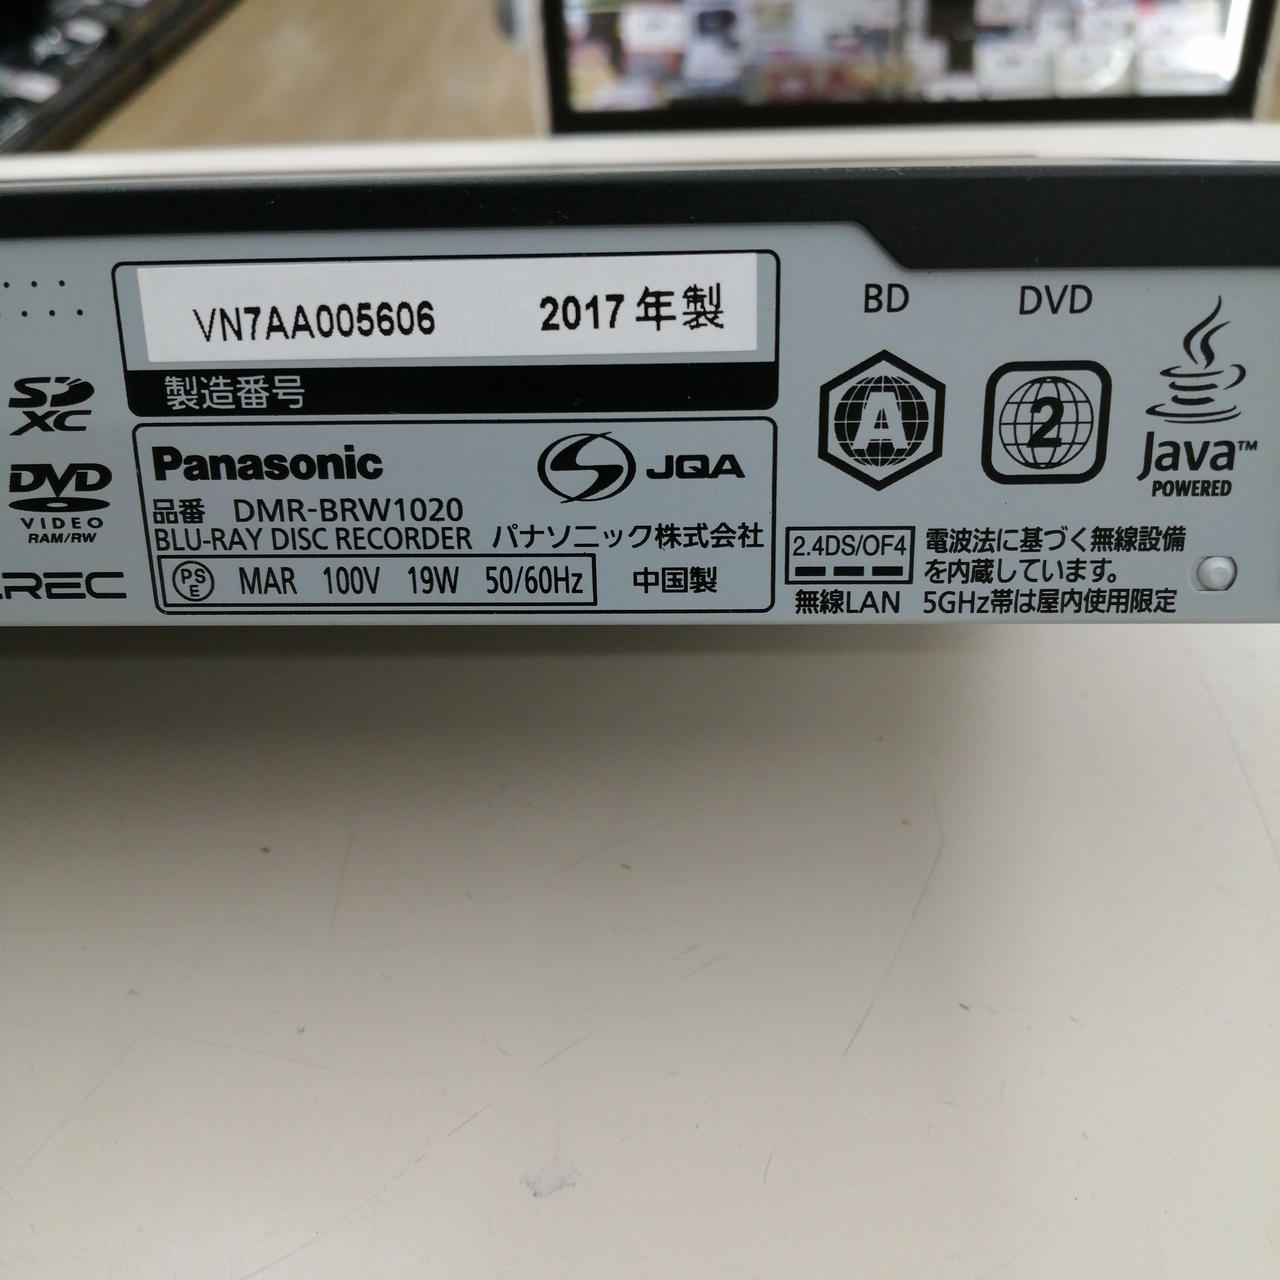 VN7AA005606 2017年製
製造番号
SD
XC
DVD
VIDEO
RAM/RW
REC
Panasonic
JQA
品番 DMR-BRW1020
BLU-RAY DISC RECORDER パナソニック株式会社
PS
E
MAR 100V 19W 50/60Hz 中国製
BD DVD
A
2
Java™
POWERED
2.4DS/OF4
無線LAN
電波法に基づく無線設備
を内蔵しています。
5GHz帯は屋内使用限定